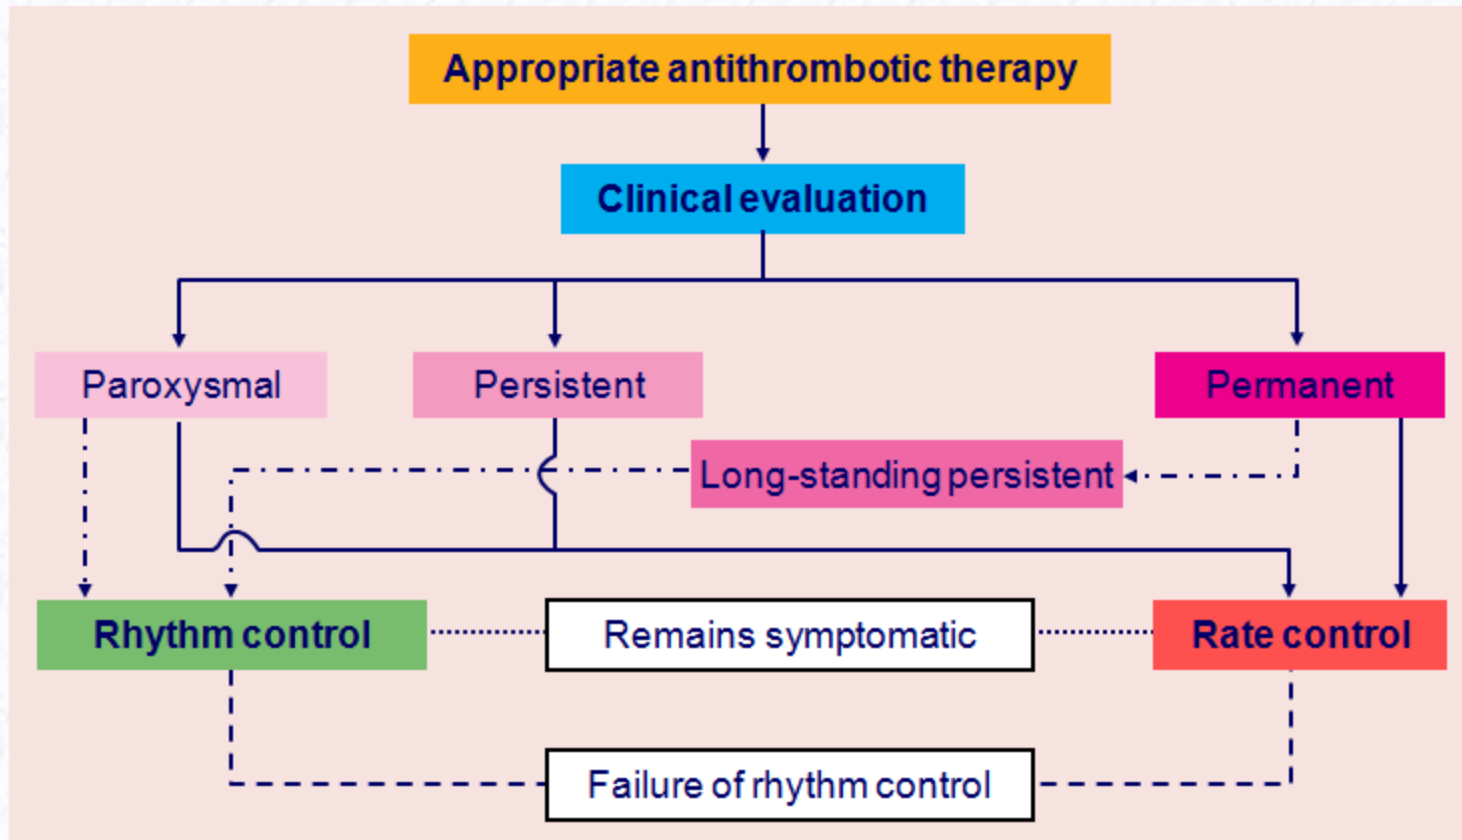 Appropriate antithrombotic therapy
Clinical evaluation
Paroxysmal
Persistent
Permanent
Long-standing persistent
Rhythm control
Remains symptomatic
Rate control
Failure of rhythm control